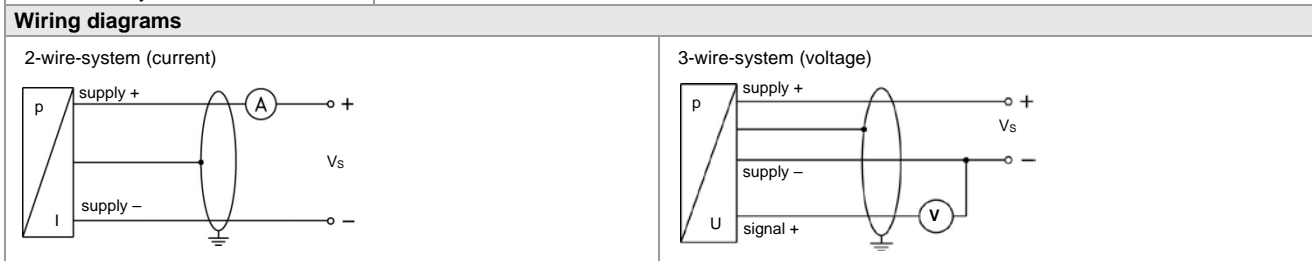 Wiring diagrams
2-wire-system (current)
p
supply +
A
+
VS
I
supply –
–
3-wire-system (voltage)
p
supply +
+
VS
–
supply –
V
U
signal +